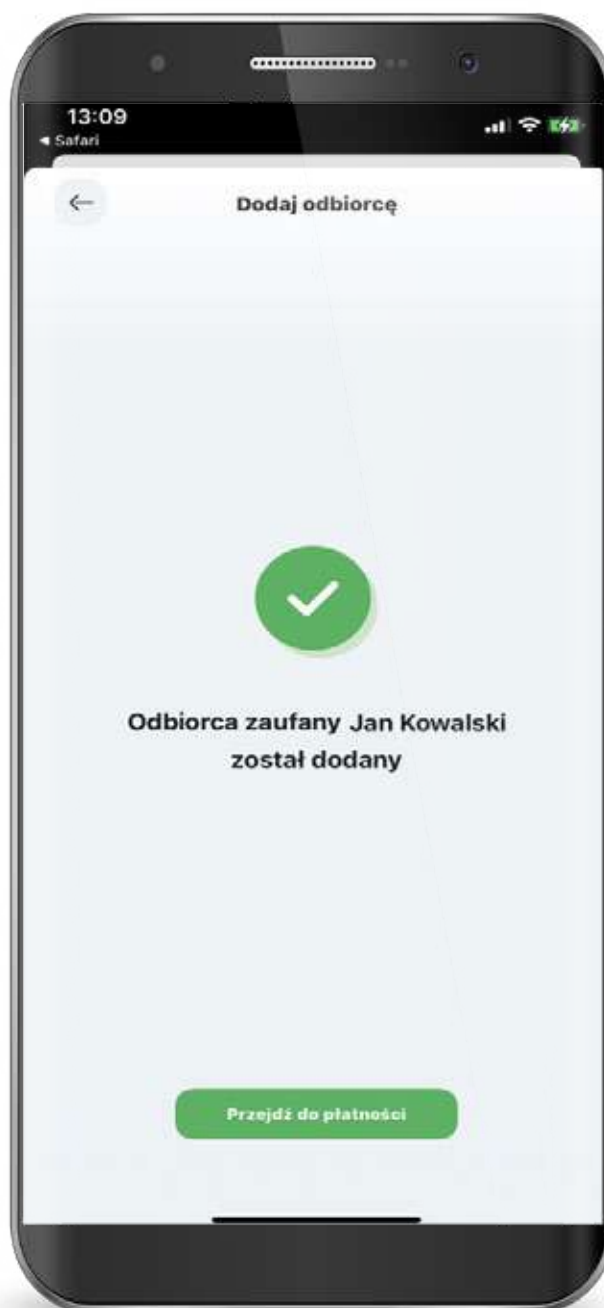 13:09
◄ Safari
Dodaj odbiorcę
Odbiorca zaufany Jan Kowalski
został dodany
Przejdź do płatności